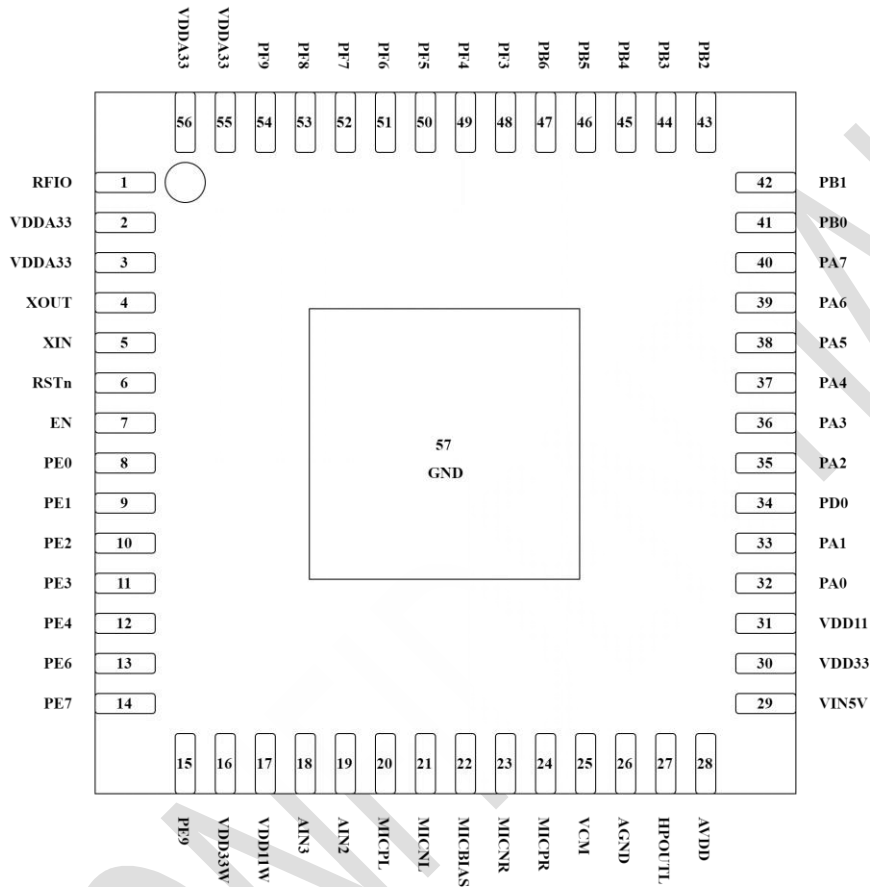 VDDA33 VDDA33 PF9 PF8 PF7 PF6 PF5 PF4 PF3 PB6 PB5 PB4 PB3 PB2
56 55 54 53 52 51 50 49 48 47 46 45 44 43
RFIO 1 42 PB1
VDDA33 2 41 PB0
VDDA33 3 40 PA7
XOUT 4 39 PA6
XIN 5 38 PA5
RSTn 6 37 PA4
EN 7 36 PA3
57
GND
PE0 8 35 PA2
PE1 9 34 PD0
PE2 10 33 PA1
PE3 11 32 PA0
PE4 12 31 VDD11
PE6 13 30 VDD33
PE7 14 29 VIN5V
15 16 17 18 19 20 21 22 23 24 25 26 27 28
PE9 VDD33W VDD11W AIN3 AIN2 MICPL MICNL MICBIAS MICNR MICPR VCM AGND HPOUTL AVDD